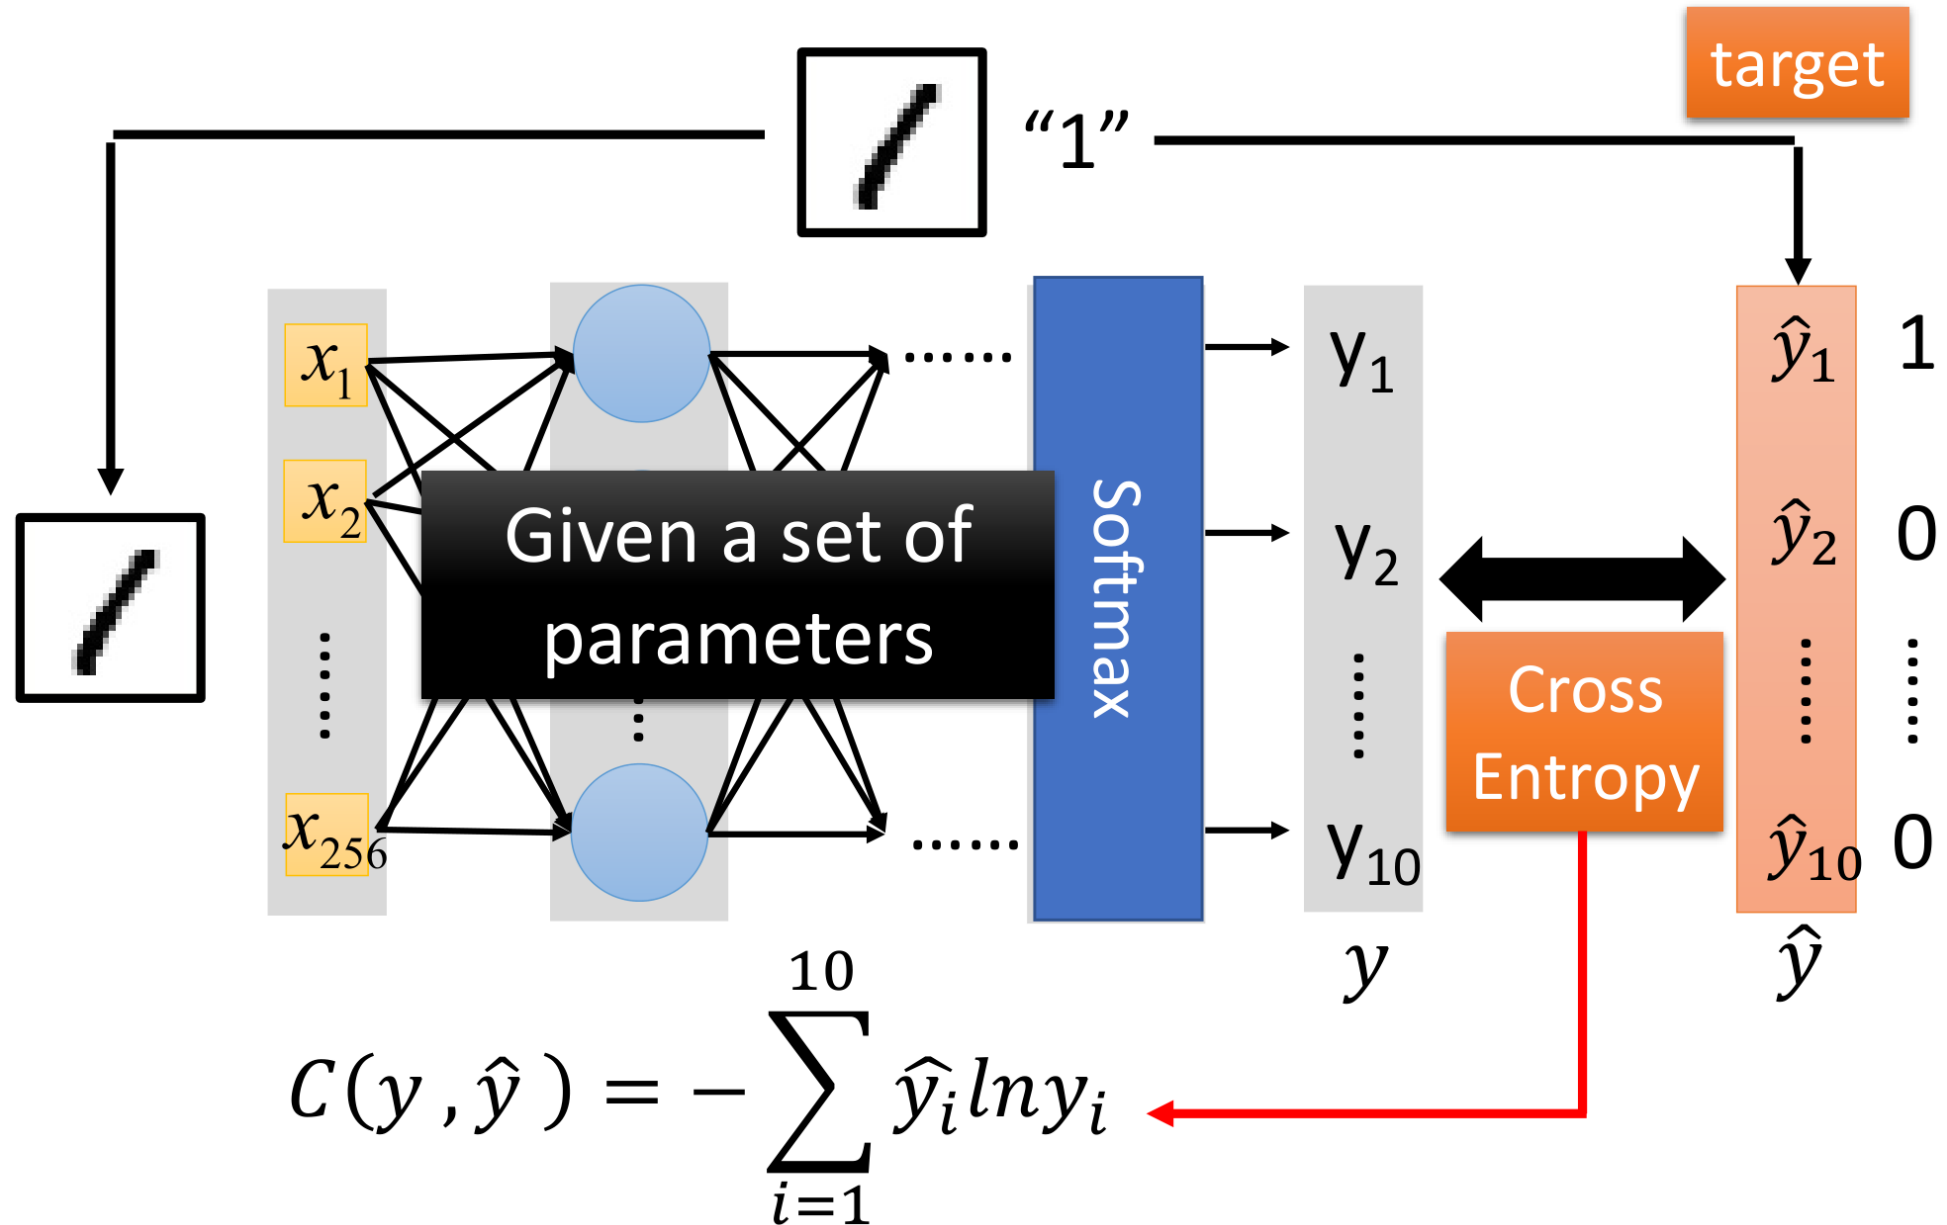 target
“1”
x₁
x₂
⋮
x₂₅₆
Given a set of
parameters
……
……
Softmax
y₁
y₂
⋮
y₁₀
y
Cross
Entropy
ŷ₁ 1
ŷ₂ 0
⋮ ⋮
ŷ₁₀ 0
ŷ
C(y , ŷ) = − ∑_{i=1}^{10} ŷᵢ ln yᵢ